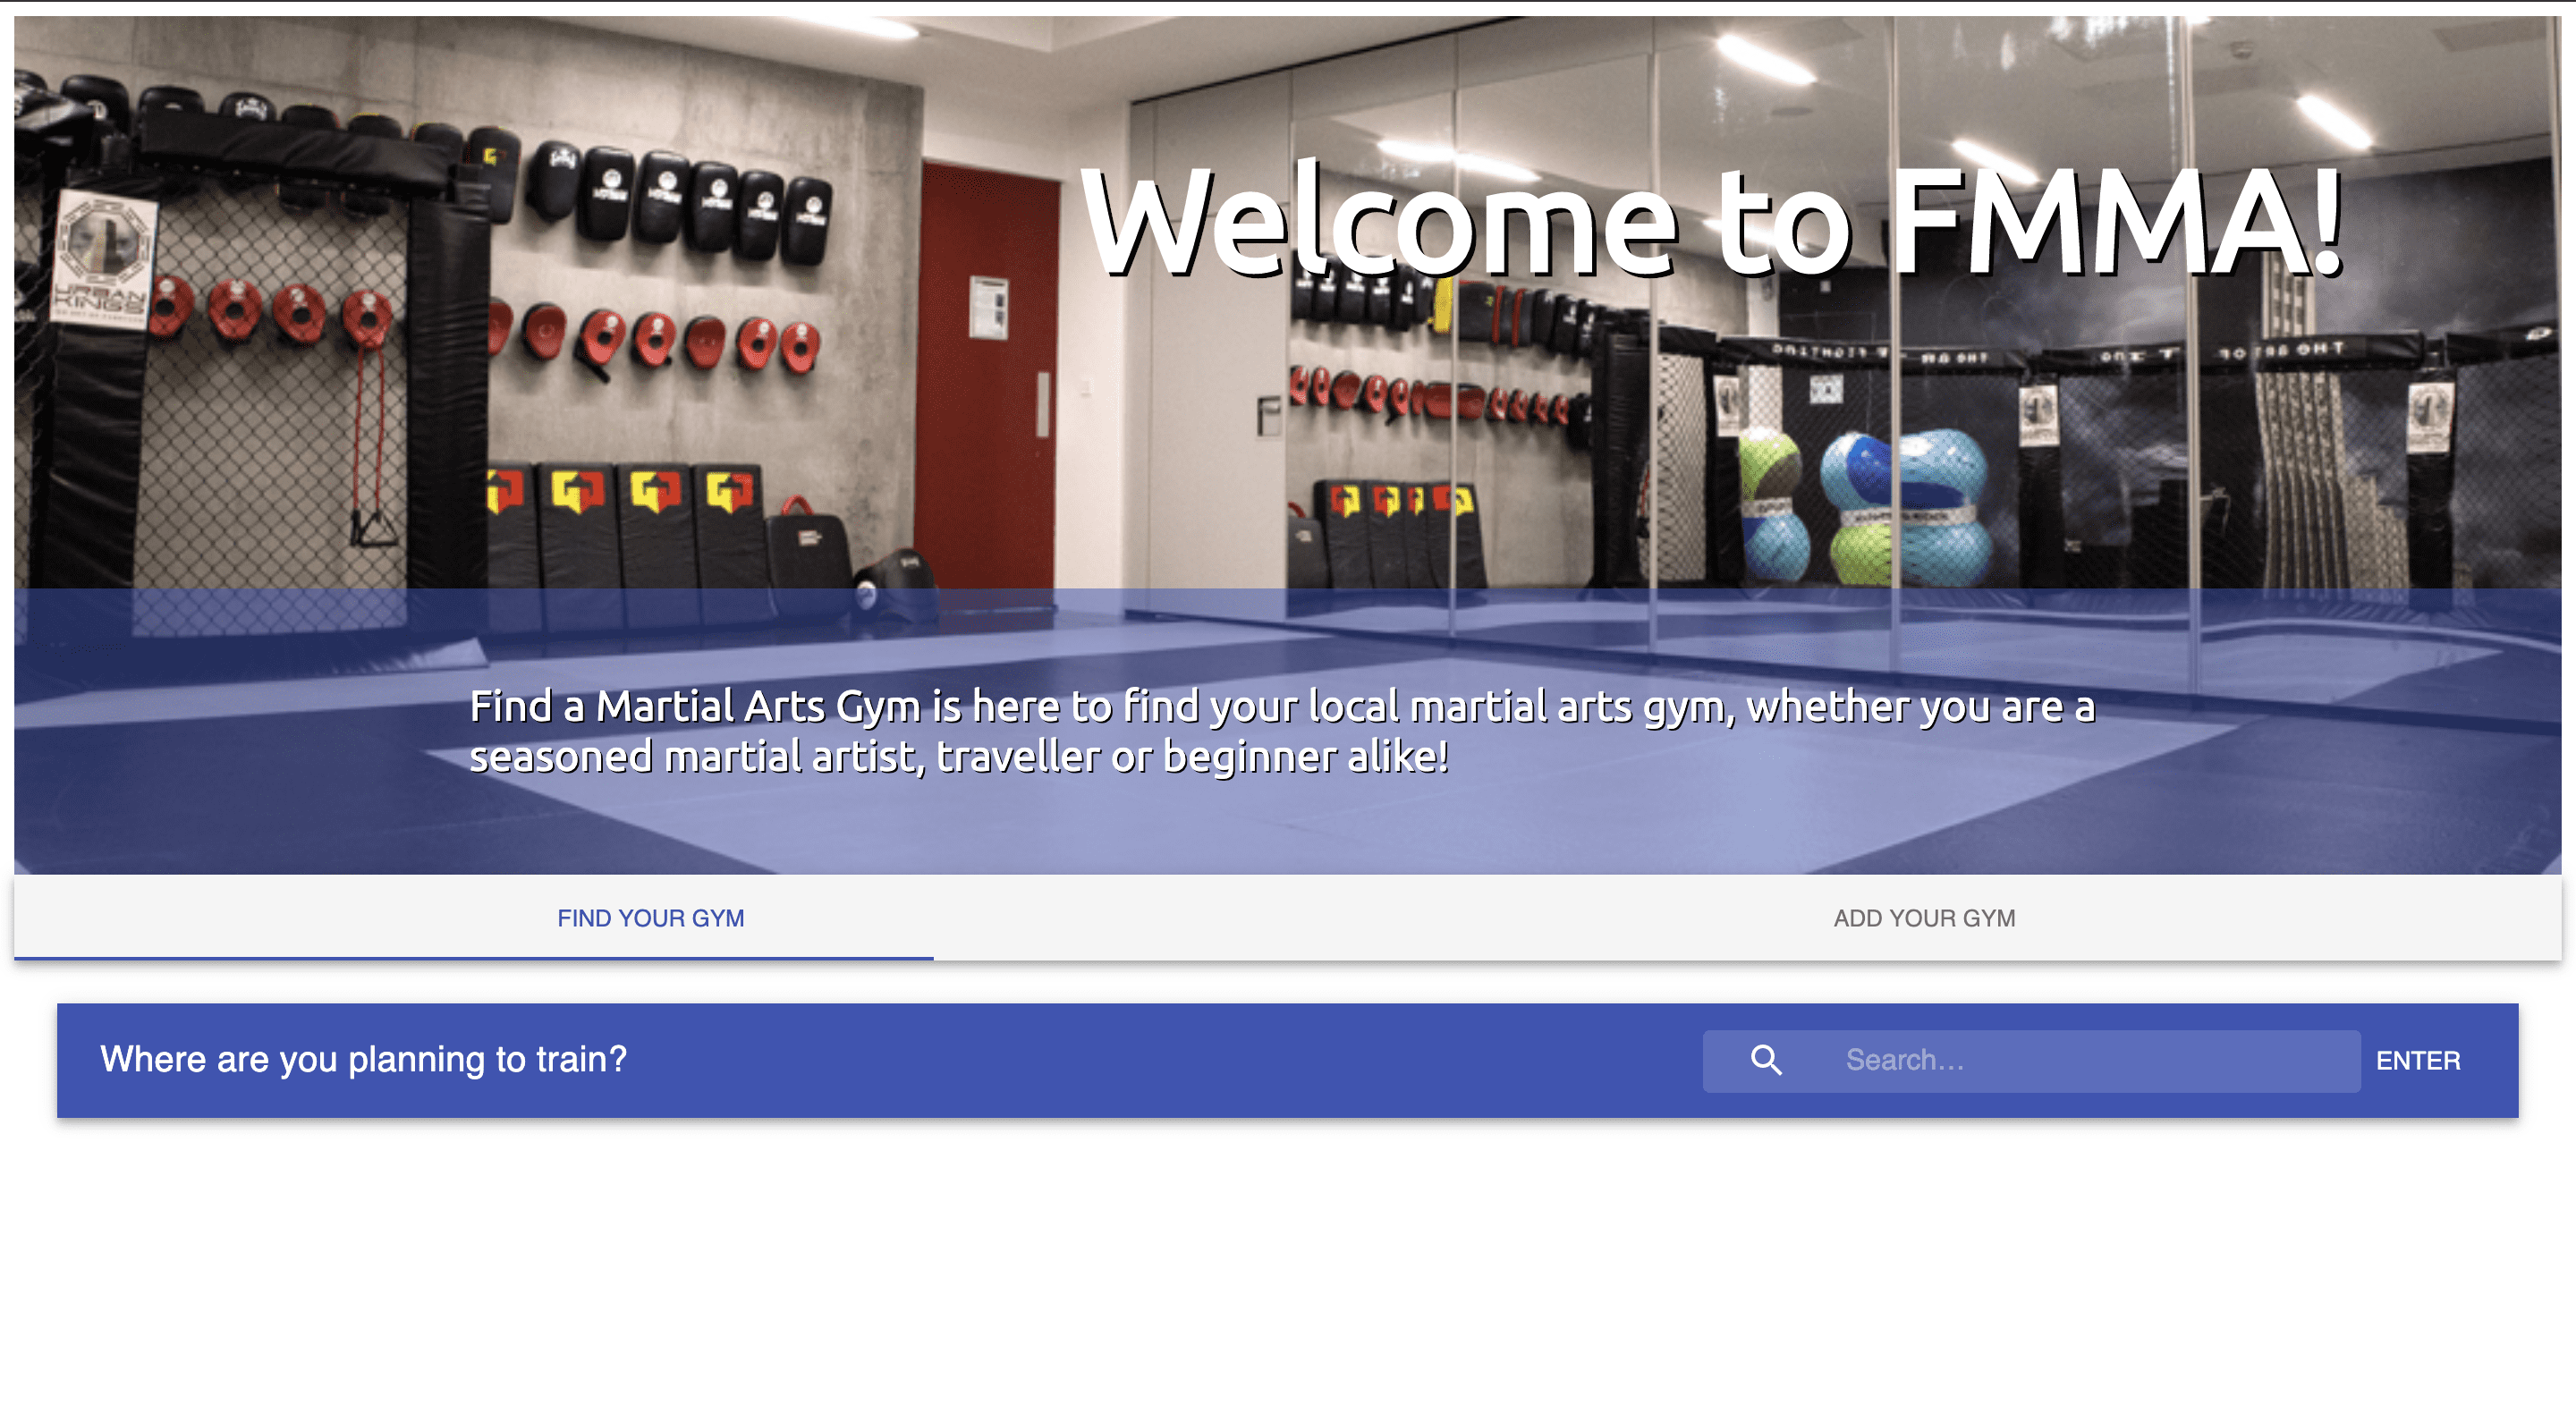 Welcome to FMMA!
URBAN
KINGS
Find a Martial Arts Gym is here to find your local martial arts gym, whether you are a
seasoned martial artist, traveller or beginner alike!
FIND YOUR GYM
ADD YOUR GYM
Where are you planning to train?
Search...
ENTER